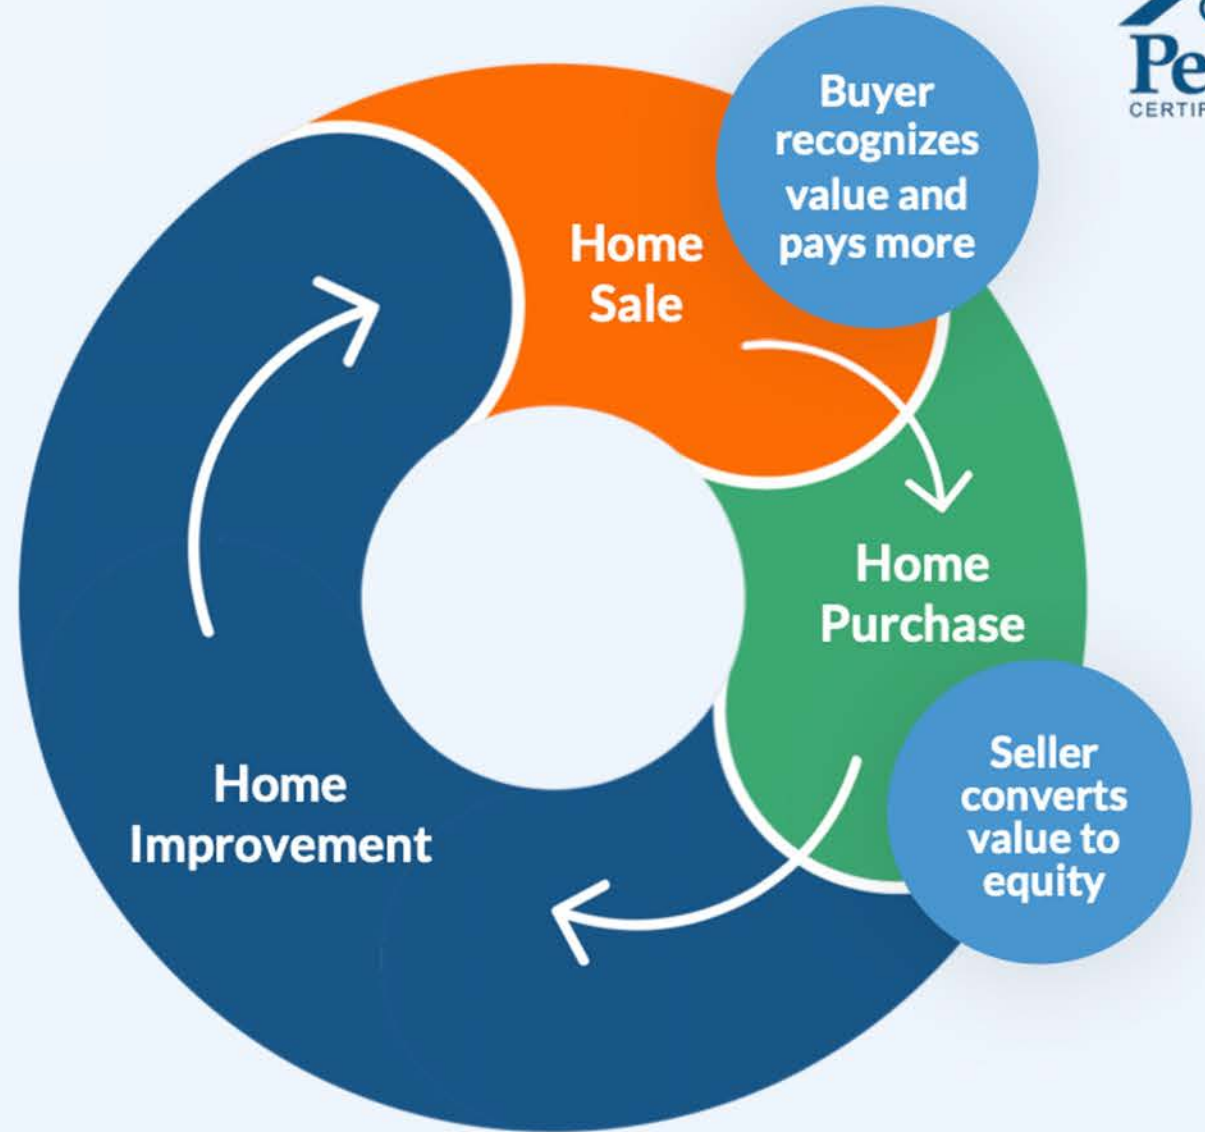 Buyer
recognizes
value and
pays more
Home
Sale
Home
Purchase
Seller
converts
value to
equity
Home
Improvement